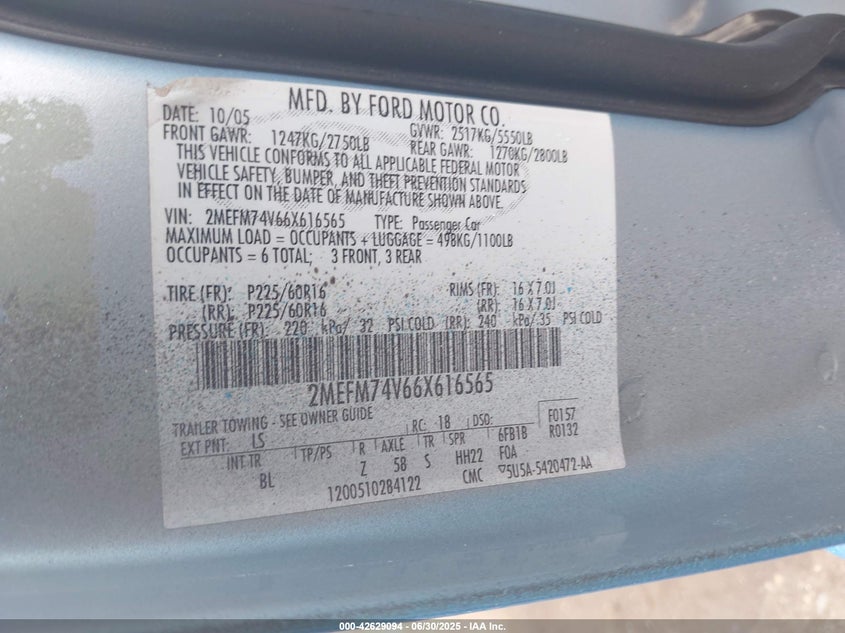 MFD. BY FORD MOTOR CO.
DATE: 10/05 GVWR: 2517KG/5550LB
FRONT GAWR: 1247KG/2750LB REAR GAWR: 1270KG/2800LB
THIS VEHICLE CONFORMS TO ALL APPLICABLE FEDERAL MOTOR
VEHICLE SAFETY, BUMPER, AND THEFT PREVENTION STANDARDS
IN EFFECT ON THE DATE OF MANUFACTURE SHOWN ABOVE.
VIN: 2MEFM74V66X616565 TYPE: Passenger Car
MAXIMUM LOAD = OCCUPANTS + LUGGAGE = 498KG/1100LB
OCCUPANTS = 6 TOTAL; 3 FRONT, 3 REAR
TIRE (FR): P225/60R16 RIMS (FR): 16 X 7.0J
(RR): P225/60R16 (RR): 16 X 7.0J
PRESSURE (FR): 220 kPa/ 32 PSI COLD (RR): 240 kPa/ 35 PSI COLD
2MEFM74V66X616565
TRAILER TOWING - SEE OWNER GUIDE RC: 18 DSO: F0157
EXT PNT: LS R0132
INT TR TP/PS R AXLE TR SPR 6FB1B
BL Z 58 S HH22 FOA
1200510284122 CMC ▽5U5A-5420472-AA
000-42629094 - 06/30/2025 - IAA Inc.